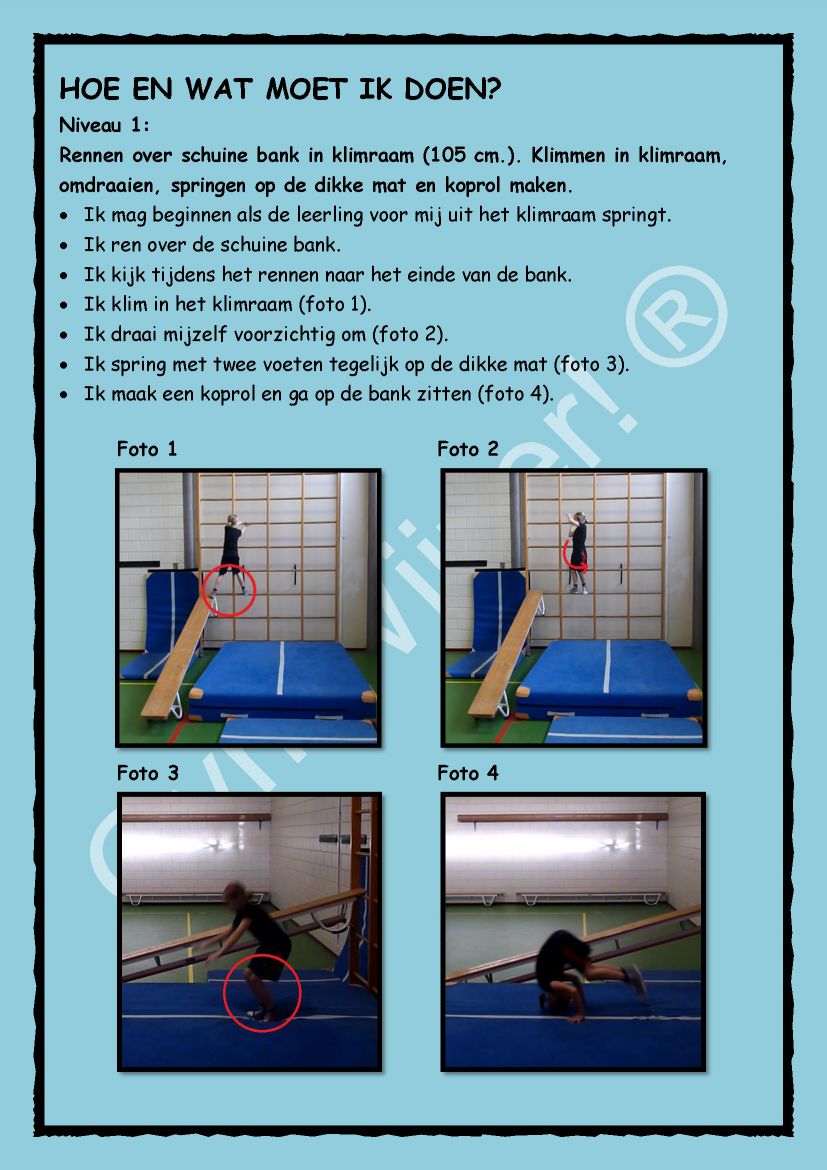 HOE EN WAT MOET IK DOEN?
Niveau 1:
Rennen over schuine bank in klimraam (105 cm.). Klimmen in klimraam,
omdraaien, springen op de dikke mat en koprol maken.
• Ik mag beginnen als de leerling voor mij uit het klimraam springt.
• Ik ren over de schuine bank.
• Ik kijk tijdens het rennen naar het einde van de bank.
• Ik klim in het klimraam (foto 1).
• Ik draai mijzelf voorzichtig om (foto 2).
• Ik spring met twee voeten tegelijk op de dikke mat (foto 3).
• Ik maak een koprol en ga op de bank zitten (foto 4).
Foto 1
Foto 2
Foto 3
Foto 4